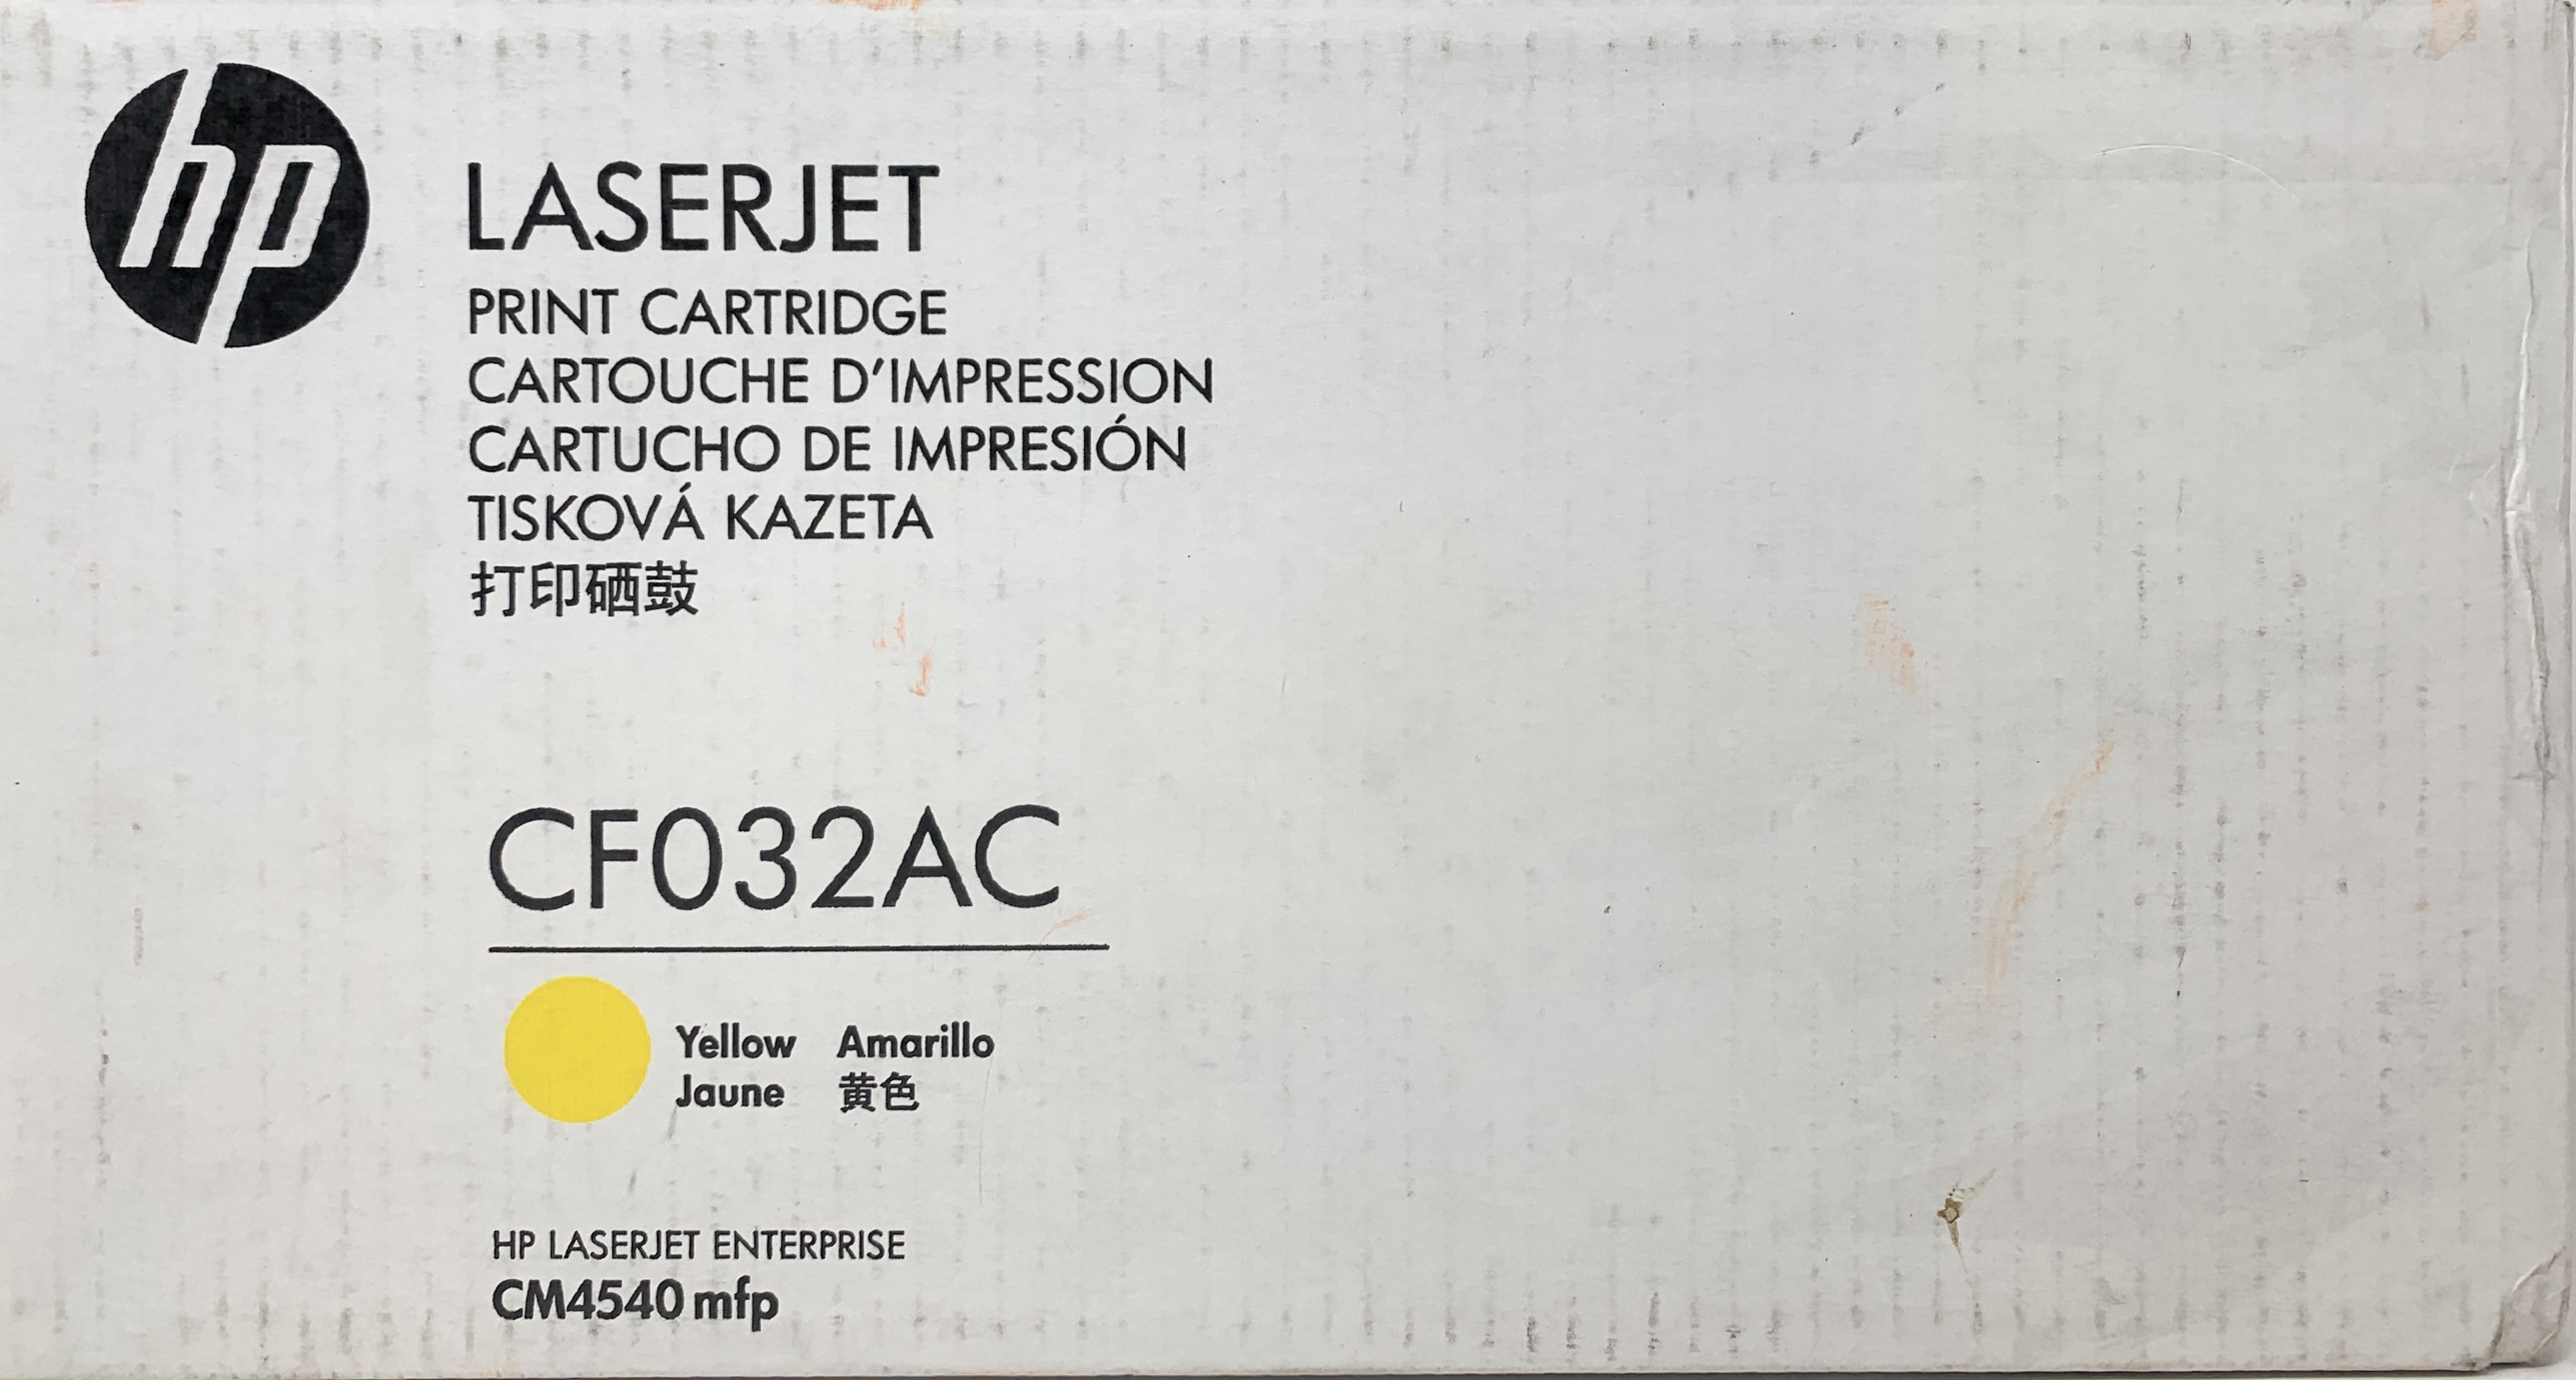 hp
LASERJET
PRINT CARTRIDGE
CARTOUCHE D'IMPRESSION
CARTUCHO DE IMPRESIÓN
TISKOVÁ KAZETA
打印硒鼓
CF032AC
Yellow Amarillo
Jaune 黄色
HP LASERJET ENTERPRISE
CM4540 mfp